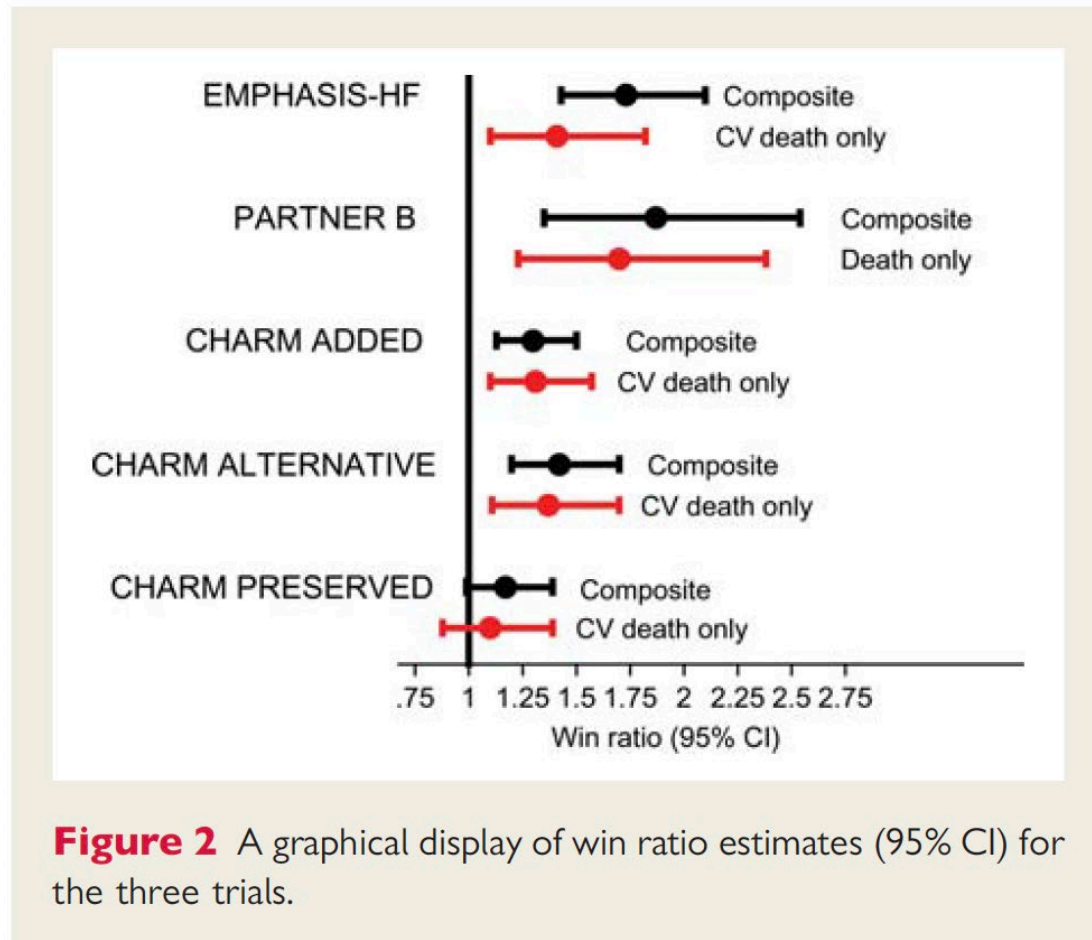 EMPHASIS-HF
Composite
CV death only
PARTNER B
Composite
Death only
CHARM ADDED
Composite
CV death only
CHARM ALTERNATIVE
Composite
CV death only
CHARM PRESERVED
Composite
CV death only
.75 1 1.25 1.5 1.75 2 2.25 2.5 2.75
Win ratio (95% CI)
Figure 2 A graphical display of win ratio estimates (95% CI) for
the three trials.